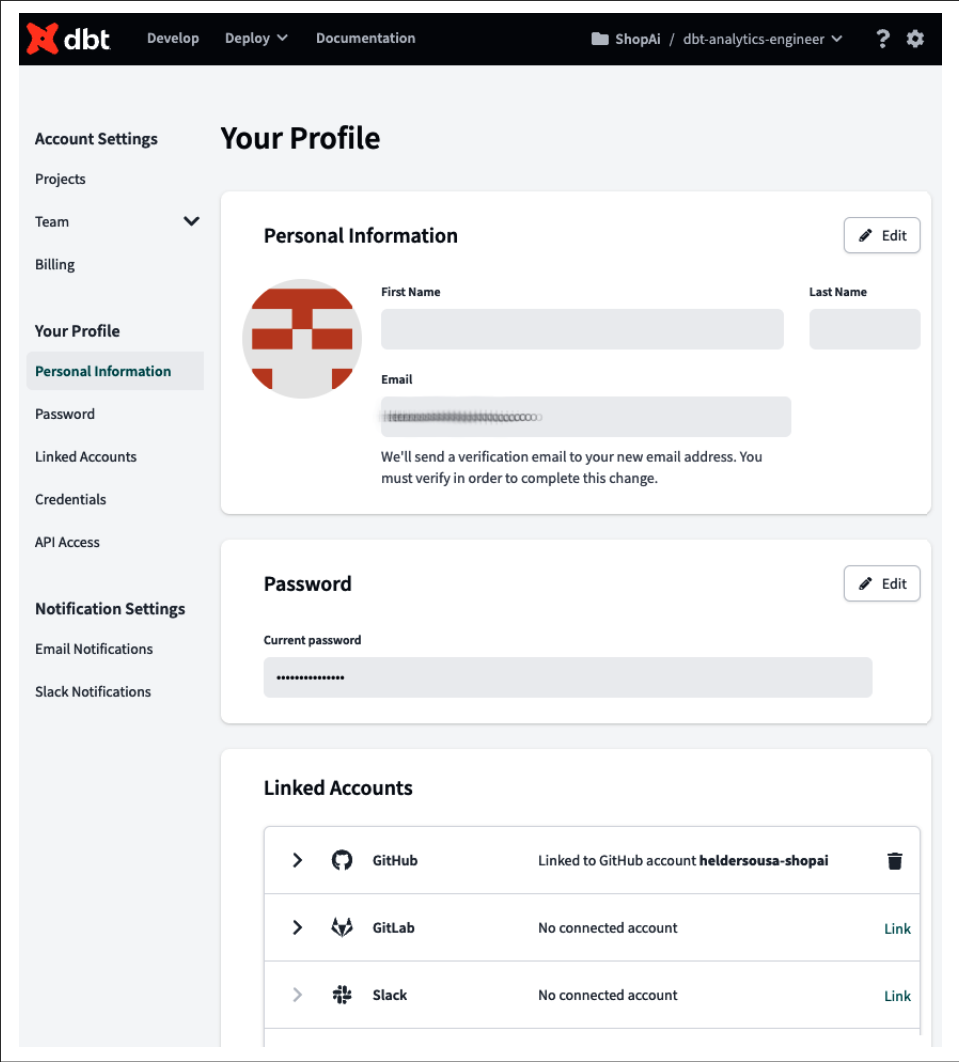 dbt Develop Deploy Documentation ShopAi / dbt-analytics-engineer ?
Account Settings
Projects
Team
Billing
Your Profile
Personal Information
Password
Linked Accounts
Credentials
API Access
Notification Settings
Email Notifications
Slack Notifications
Your Profile
Personal Information Edit
First Name Last Name
Email
We'll send a verification email to your new email address. You
must verify in order to complete this change.
Password Edit
Current password
•••••••••••••••
Linked Accounts
GitHub Linked to GitHub account heldersousa-shopai
GitLab No connected account Link
Slack No connected account Link